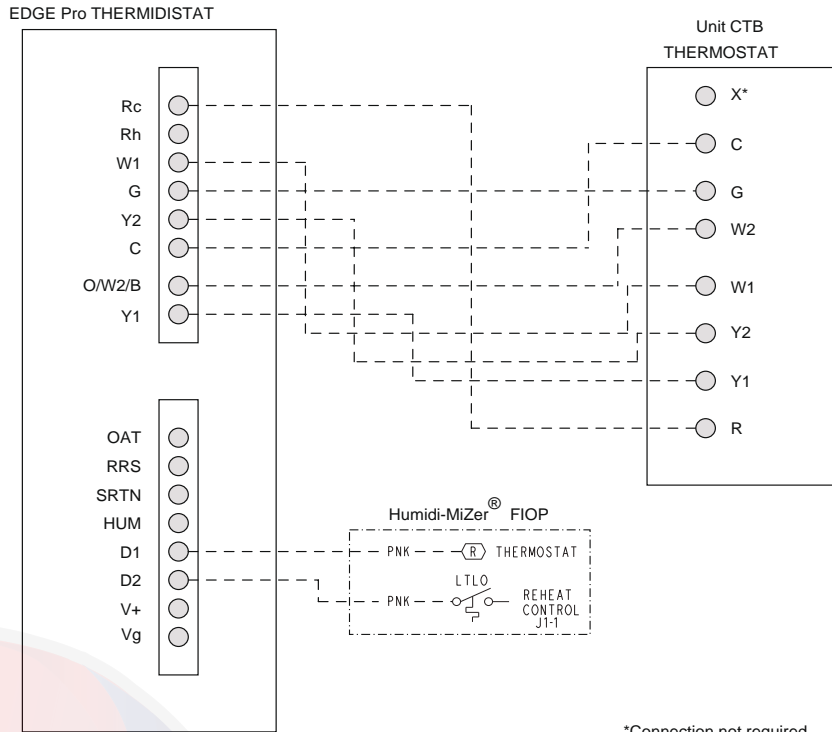 EDGE Pro THERMIDISTAT
Rc
Rh
W1
G
Y2
C
O/W2/B
Y1
OAT
RRS
SRTN
HUM
D1
D2
V+
Vg
Unit CTB
THERMOSTAT
X*
C
G
W2
W1
Y2
Y1
R
Humidi-MiZer® FIOP
PNK
R
THERMOSTAT
LTLO
PNK
REHEAT
CONTROL
J1-1
*Connection not required.